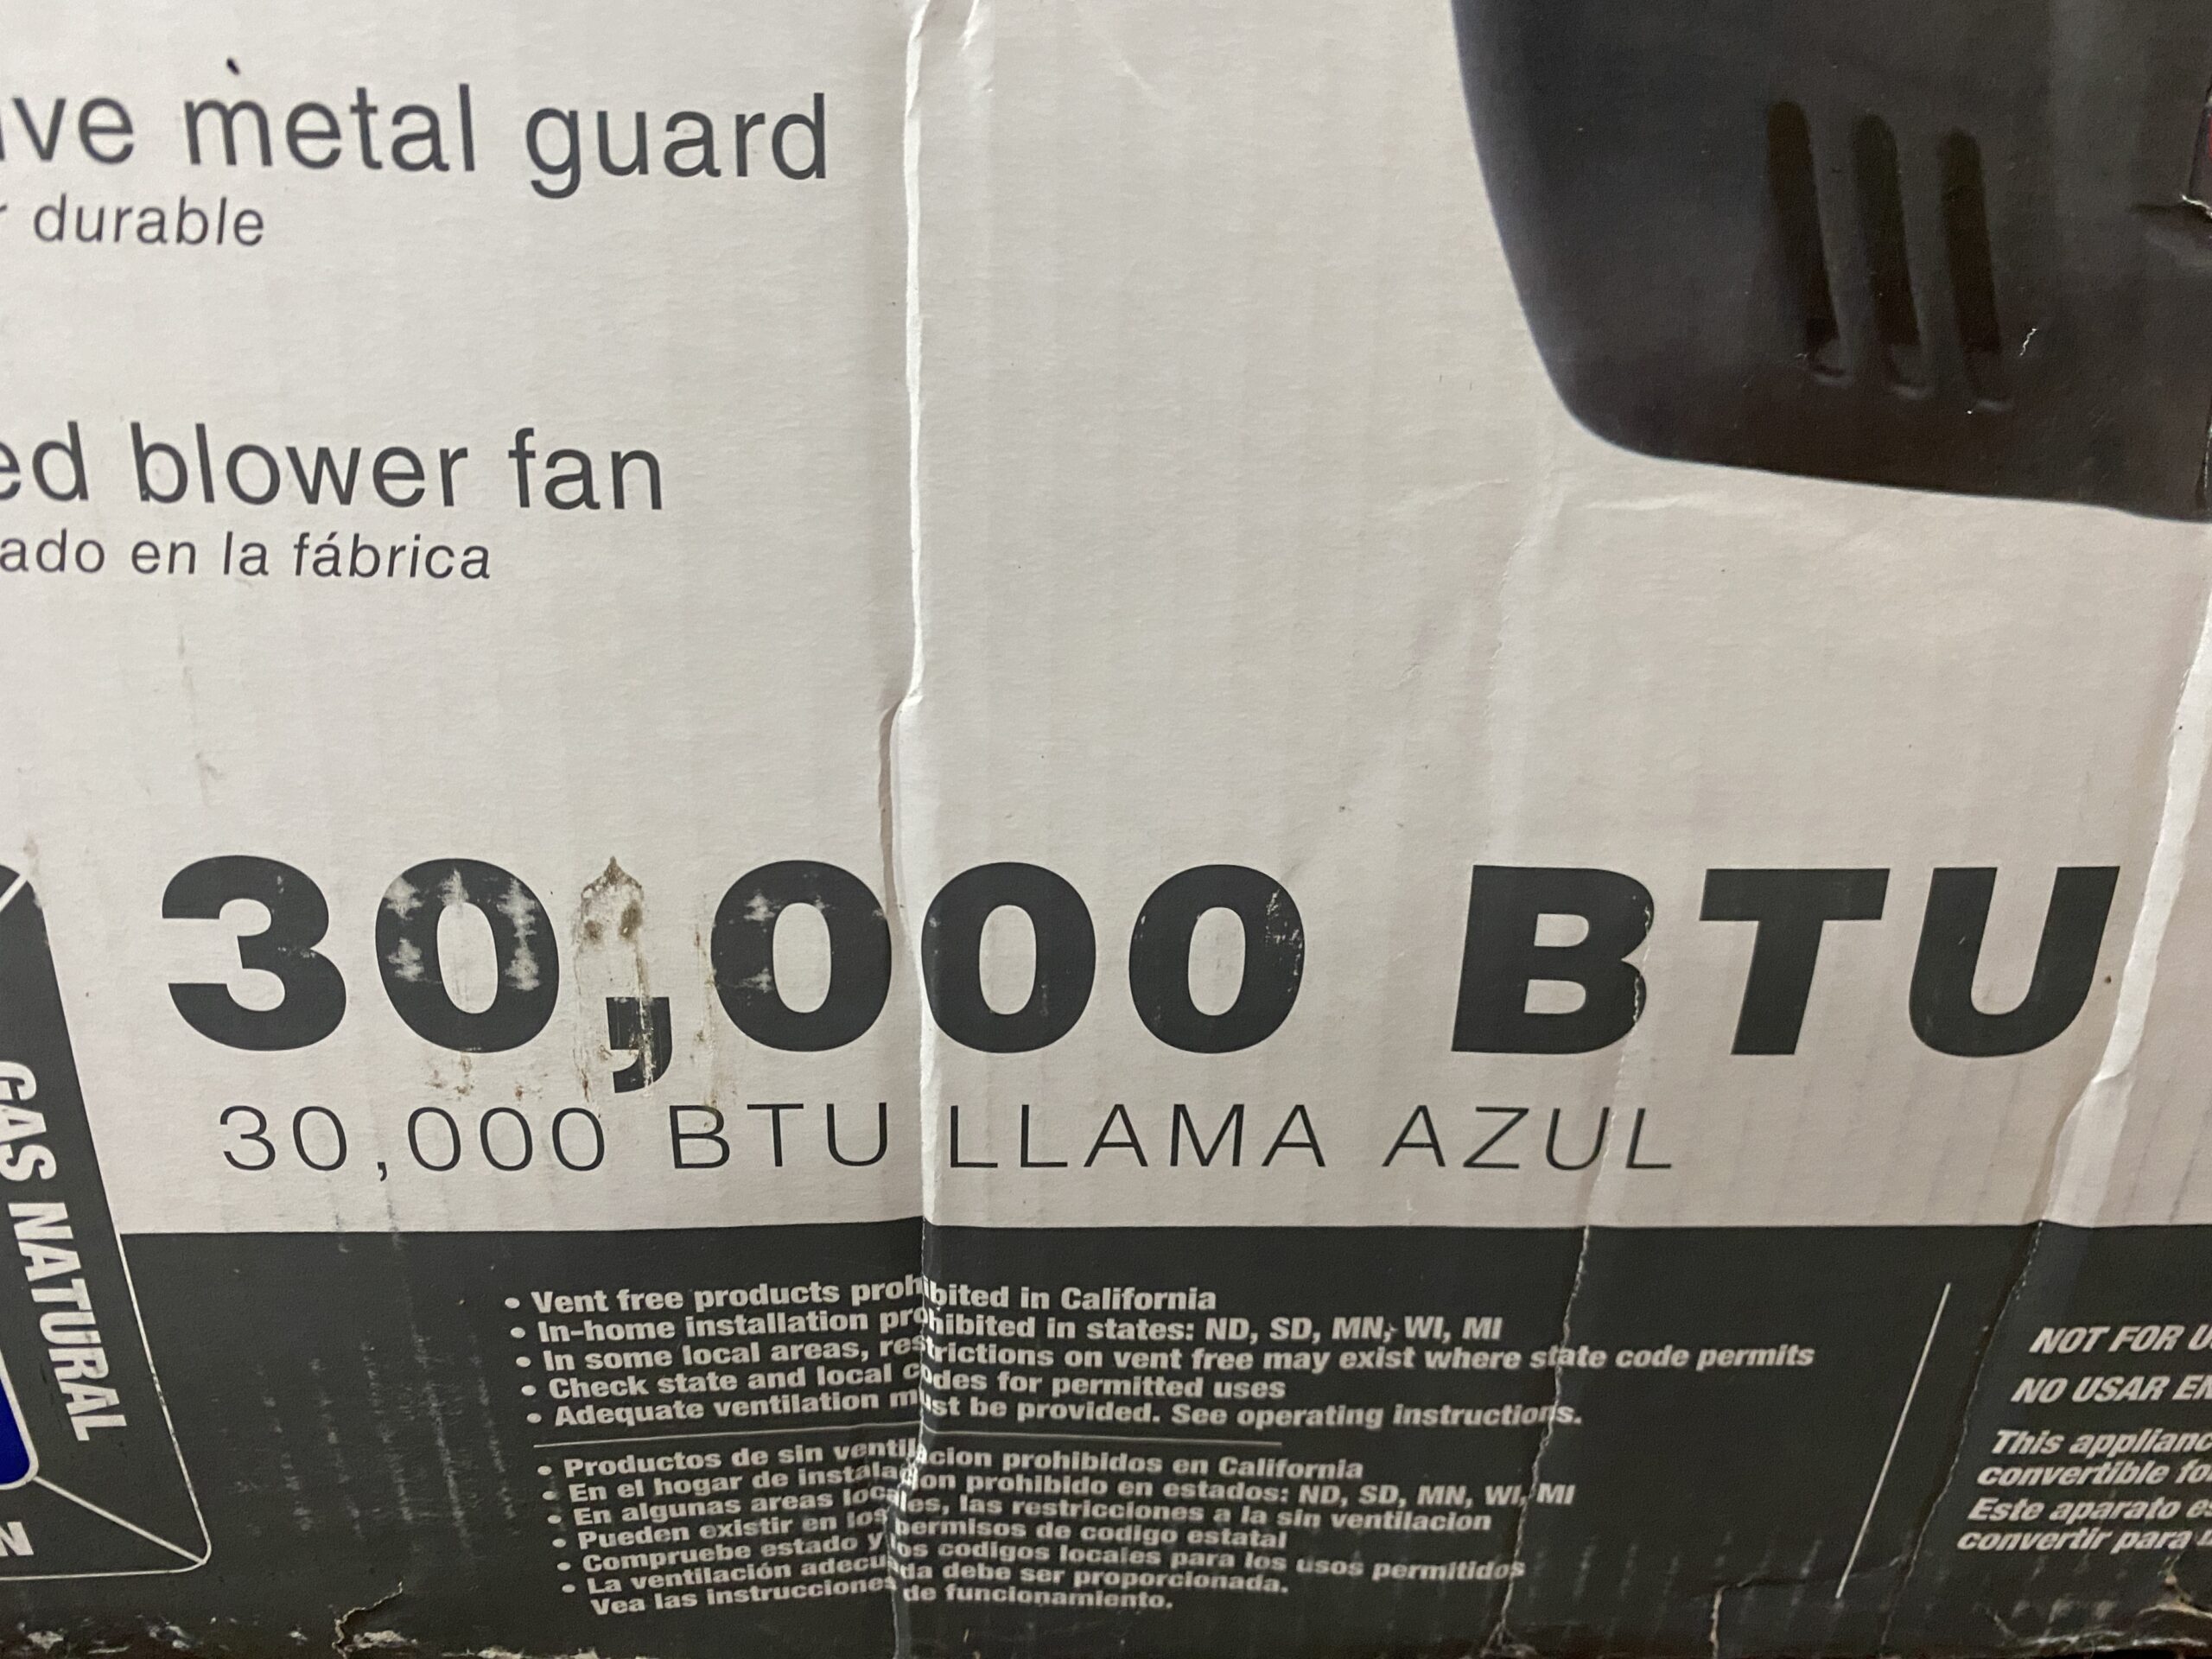 ive metal guard
r durable
ed blower fan
ado en la fábrica
30,000 BTU
30,000 BTU LLAMA AZUL
GAS NATURAL
N
• Vent free products prohibited in California
• In-home installation prohibited in states: ND, SD, MN, WI, MI
• In some local areas, restrictions on vent free may exist where state code permits
• Check state and local codes for permitted uses
• Adequate ventilation must be provided. See operating instructions.
• Productos de sin ventilacion prohibidos en California
• En el hogar de instalacion prohibido en estados: ND, SD, MN, WI, MI
• En algunas areas locales, las restricciones a la sin ventilacion
• Pueden existir en los permisos de codigo estatal
• Compruebe estado y los codigos locales para los usos permitidos
• La ventilación adecuada debe ser proporcionada.
Vea las instrucciones de funcionamiento.
NOT FOR U
NO USAR EN
This applianc
convertible fo
Este aparato es
convertir para